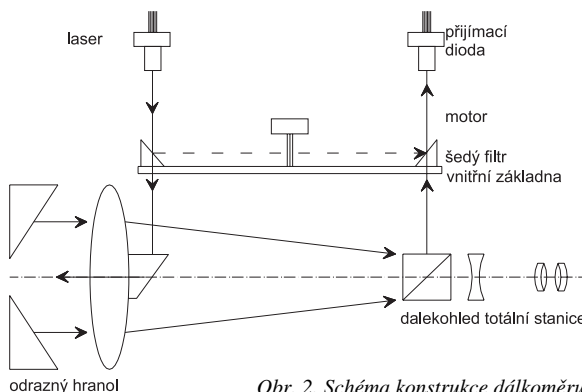 laser
přijímací
dioda
motor
šedý filtr
vnitřní základna
dalekohled totální stanice
odrazný hranol
Obr. 2. Schéma konstrukce dálkoměru